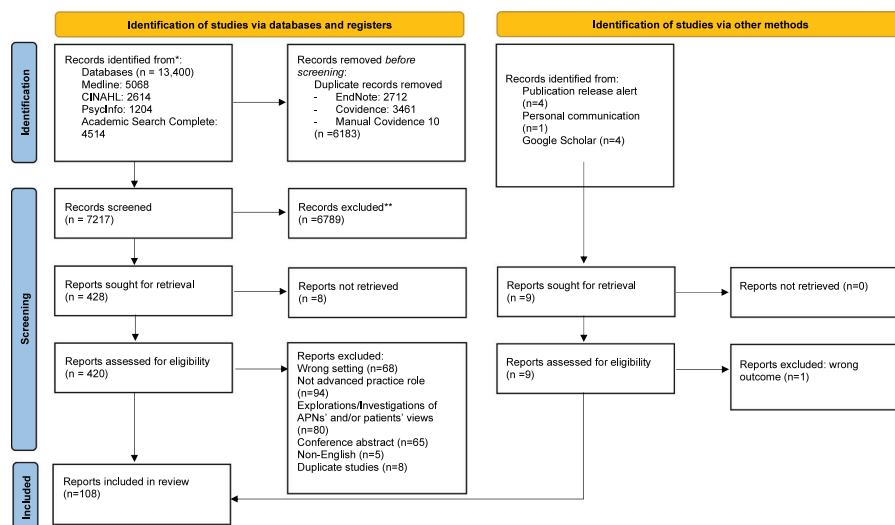 Identification of studies via databases and registers
Identification of studies via other methods
Identification
Records identified from*:
Databases (n = 13,400)
Medline: 5068
CINAHL: 2614
PsycInfo: 1204
Academic Search Complete:
4514
Records removed before
screening:
Duplicate records removed
- EndNote: 2712
- Covidence: 3461
- Manual Covidence 10
(n =6183)
Records identified from:
Publication release alert
(n=4)
Personal communication
(n=1)
Google Scholar (n=4)
Screening
Records screened
(n = 7217)
Records excluded**
(n =6789)
Reports sought for retrieval
(n = 428)
Reports not retrieved
(n =8)
Reports sought for retrieval
(n =9)
Reports not retrieved (n=0)
Reports assessed for eligibility
(n = 420)
Reports excluded:
Wrong setting (n=68)
Not advanced practice role
(n=94)
Explorations/Investigations of
APNs' and/or patients' views
(n=80)
Conference abstract (n=65)
Non-English (n=5)
Duplicate studies (n=8)
Reports assessed for eligibility
(n =9)
Reports excluded: wrong
outcome (n=1)
Included
Reports included in review
(n=108)